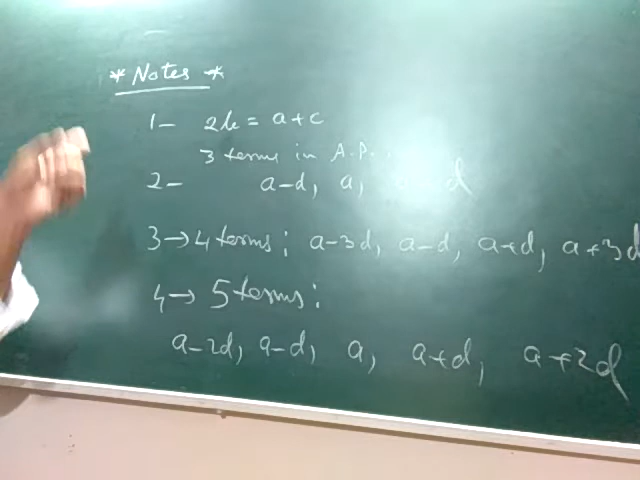 * Notes *
1- 2b = a+c
3 terms in A.P.:
2- a-d, a, d
3→4 terms: a-3d, a-d, a+d, a+3d
4→ 5 terms:
a-2d, a-d, a, a+d, a+2d